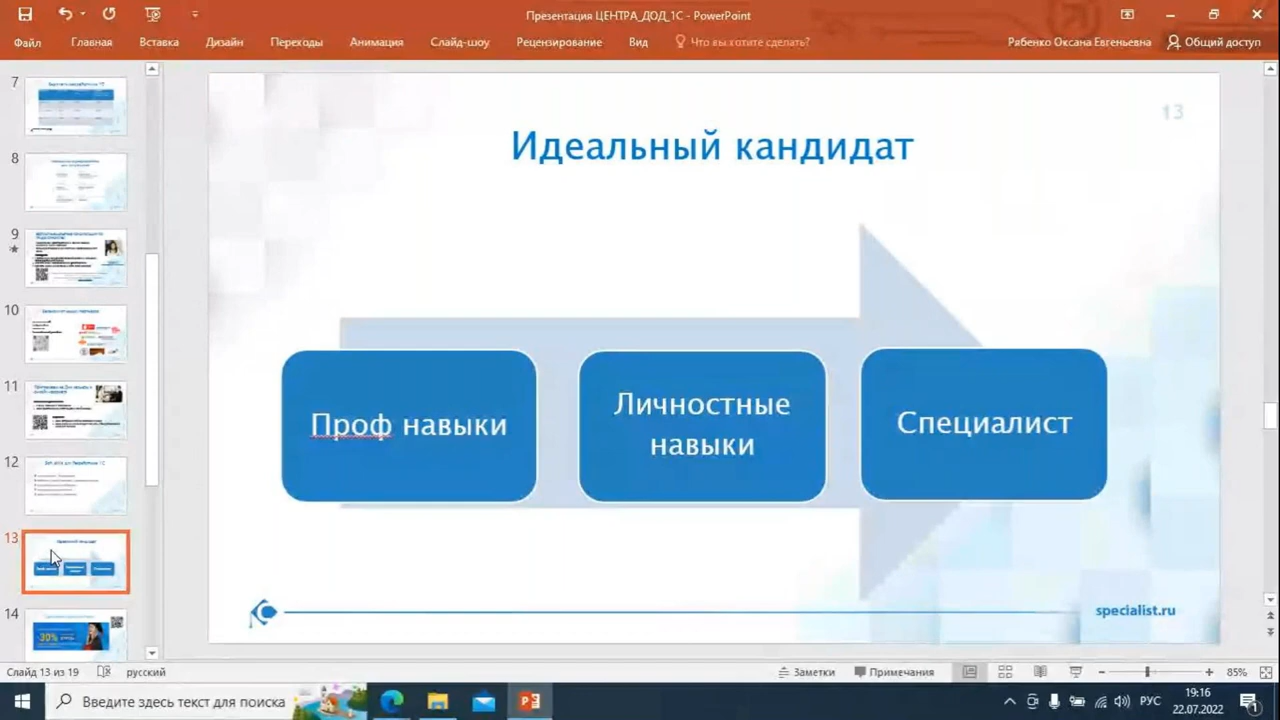 Презентация ЦЕНТРА_ДОД_1С - PowerPoint
Файл Главная Вставка Дизайн Переходы Анимация Слайд-шоу Рецензирование Вид Что вы хотите сделать? Рябенко Оксана Евгеньевна Общий доступ
7
8
9
10
11
12
13
14
-30%
13
Идеальный кандидат
Проф навыки
Личностные
навыки
Специалист
specialist.ru
Слайд 13 из 19 русский Заметки Примечания 85%
Введите здесь текст для поиска
РУС
19:16
22.07.2022
1